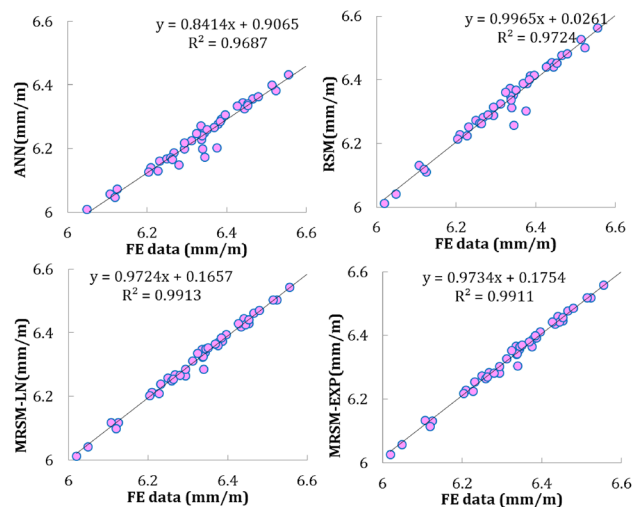 y = 0.8414x + 0.9065
R² = 0.9687
6.6
6.4
6.2
6
6 6.2 6.4 6.6
ANN(mm/m)
FE data (mm/m)
y = 0.9965x + 0.0261
R² = 0.9724
6.6
6.4
6.2
6
6 6.2 6.4 6.6
RSM(mm/m)
FE data (mm/m)
y = 0.9724x + 0.1657
R² = 0.9913
6.6
6.4
6.2
6
6 6.2 6.4 6.6
MRSM-LN(mm/m)
FE data (mm/m)
y = 0.9734x + 0.1754
R² = 0.9911
6.6
6.4
6.2
6
6 6.2 6.4 6.6
MRSM-EXP(mm/m)
FE data (mm/m)